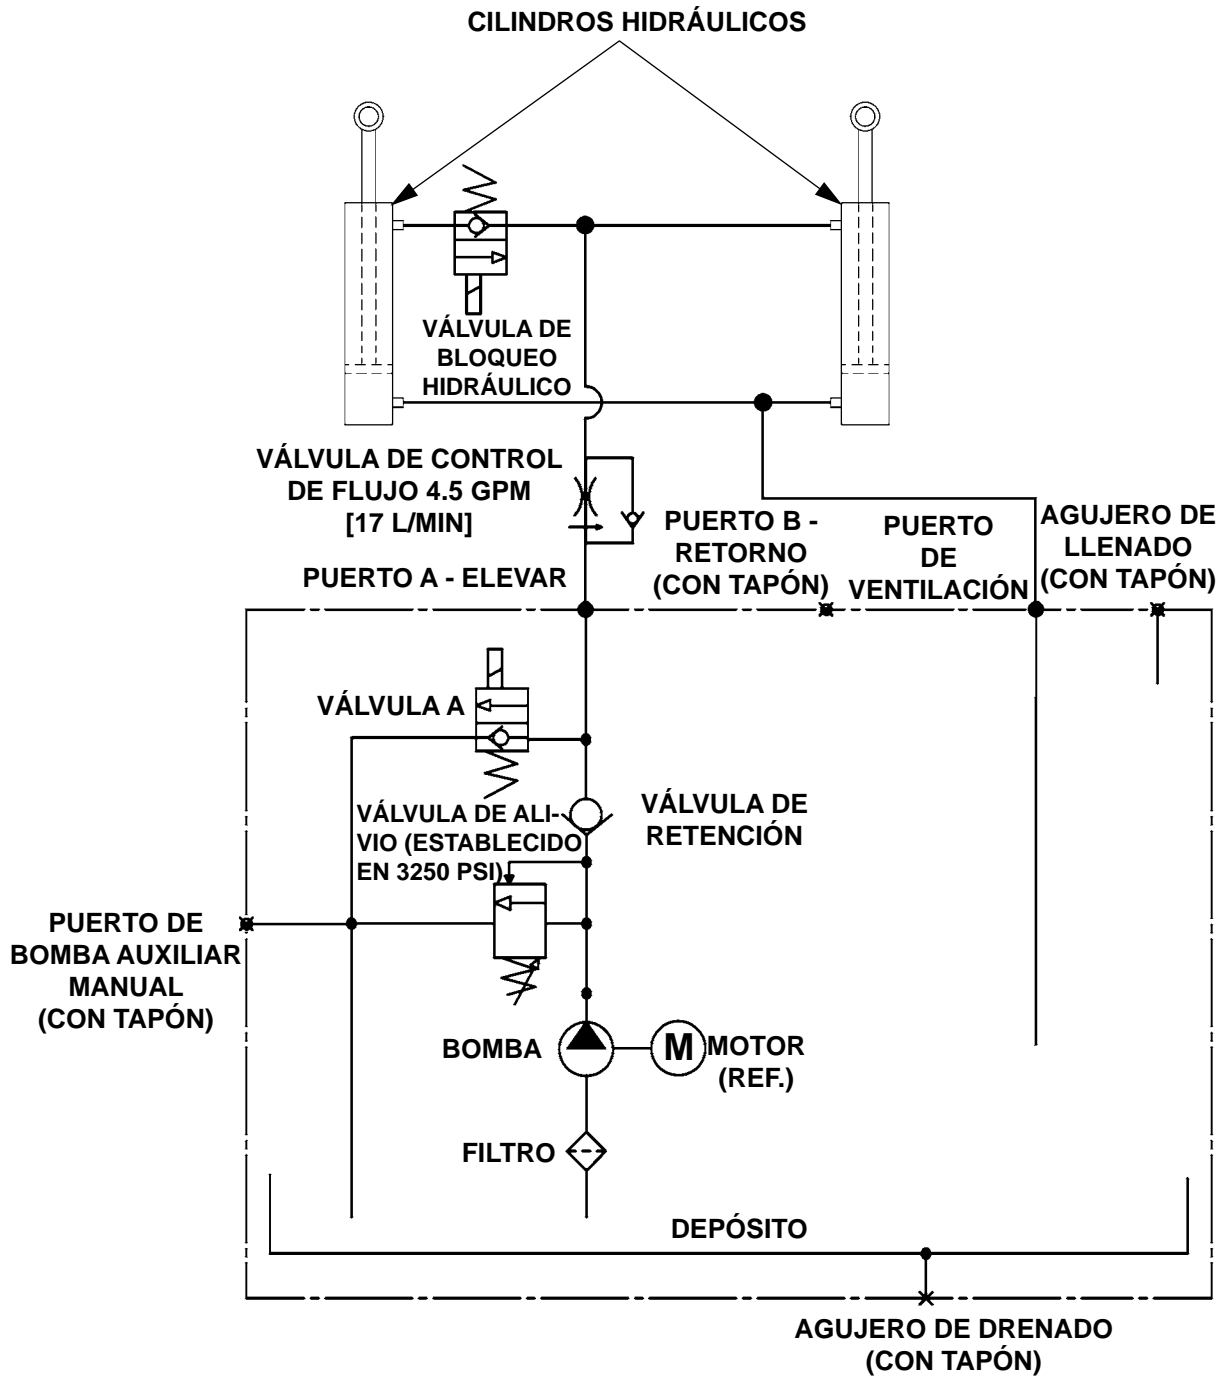 CILINDROS HIDRÁULICOS
VÁLVULA DE
BLOQUEO
HIDRÁULICO
VÁLVULA DE CONTROL
DE FLUJO 4.5 GPM
[17 L/MIN]
PUERTO B -
RETORNO
(CON TAPÓN)
PUERTO
DE
VENTILACIÓN
AGUJERO DE
LLENADO
(CON TAPÓN)
PUERTO A - ELEVAR
VÁLVULA A
VÁLVULA DE ALI-
VIO (ESTABLECIDO
EN 3250 PSI)
VÁLVULA DE
RETENCIÓN
PUERTO DE
BOMBA AUXILIAR
MANUAL
(CON TAPÓN)
BOMBA
M
MOTOR
(REF.)
FILTRO
DEPÓSITO
AGUJERO DE DRENADO
(CON TAPÓN)